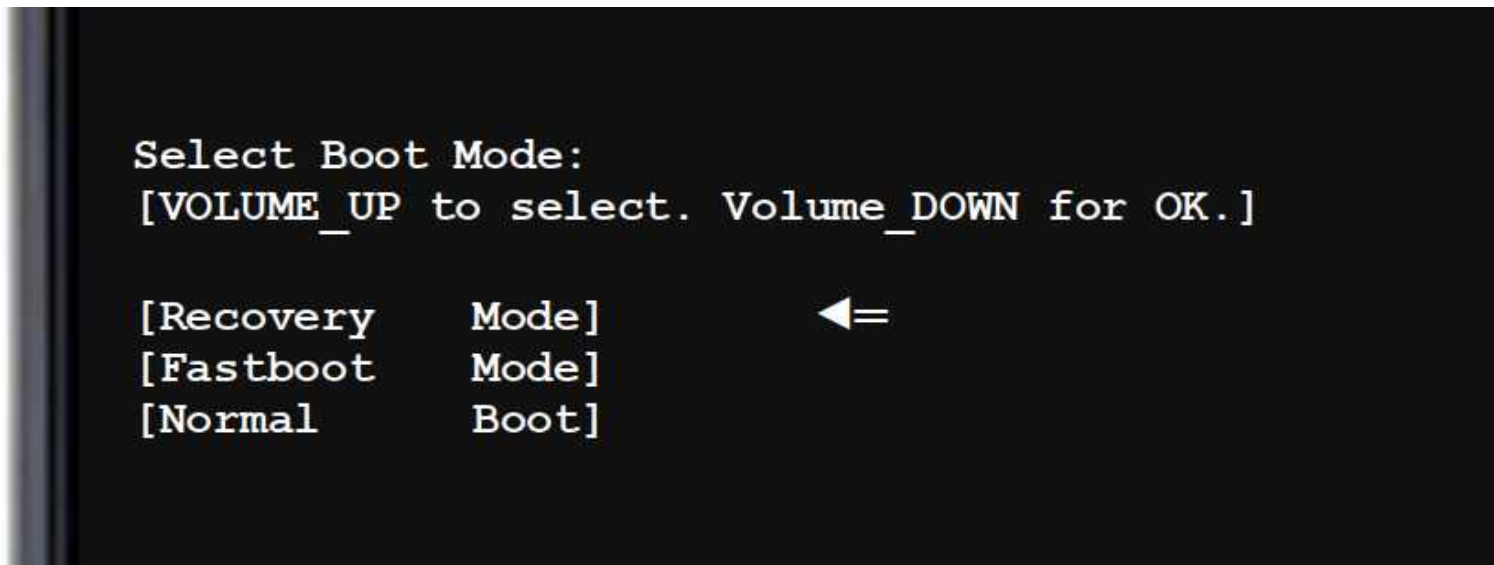 Select Boot Mode:
[VOLUME_UP to select. Volume_DOWN for OK.]
[Recovery Mode] ◄=
[Fastboot Mode]
[Normal Boot]